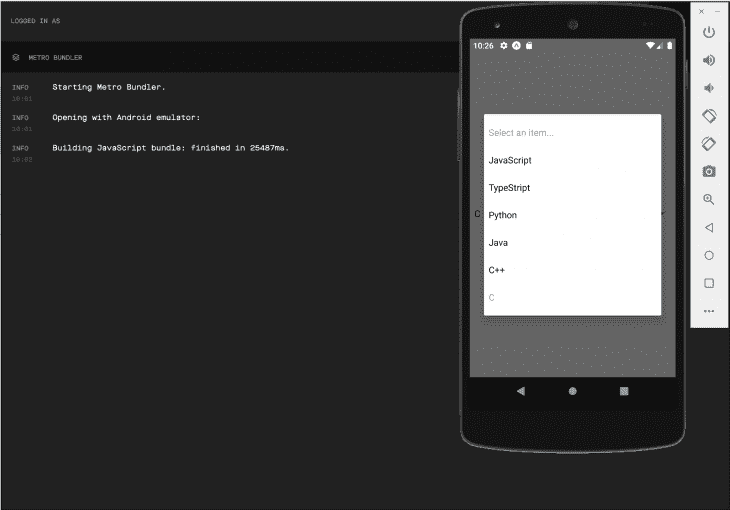 LOGGED IN AS
METRO BUNDLER
INFO Starting Metro Bundler.
10:01
INFO Opening with Android emulator:
10:01
INFO Building JavaScript bundle: finished in 25487ms.
10:02
10:26
Select an item...
JavaScript
TypeStript
Python
C
Java
C++
C